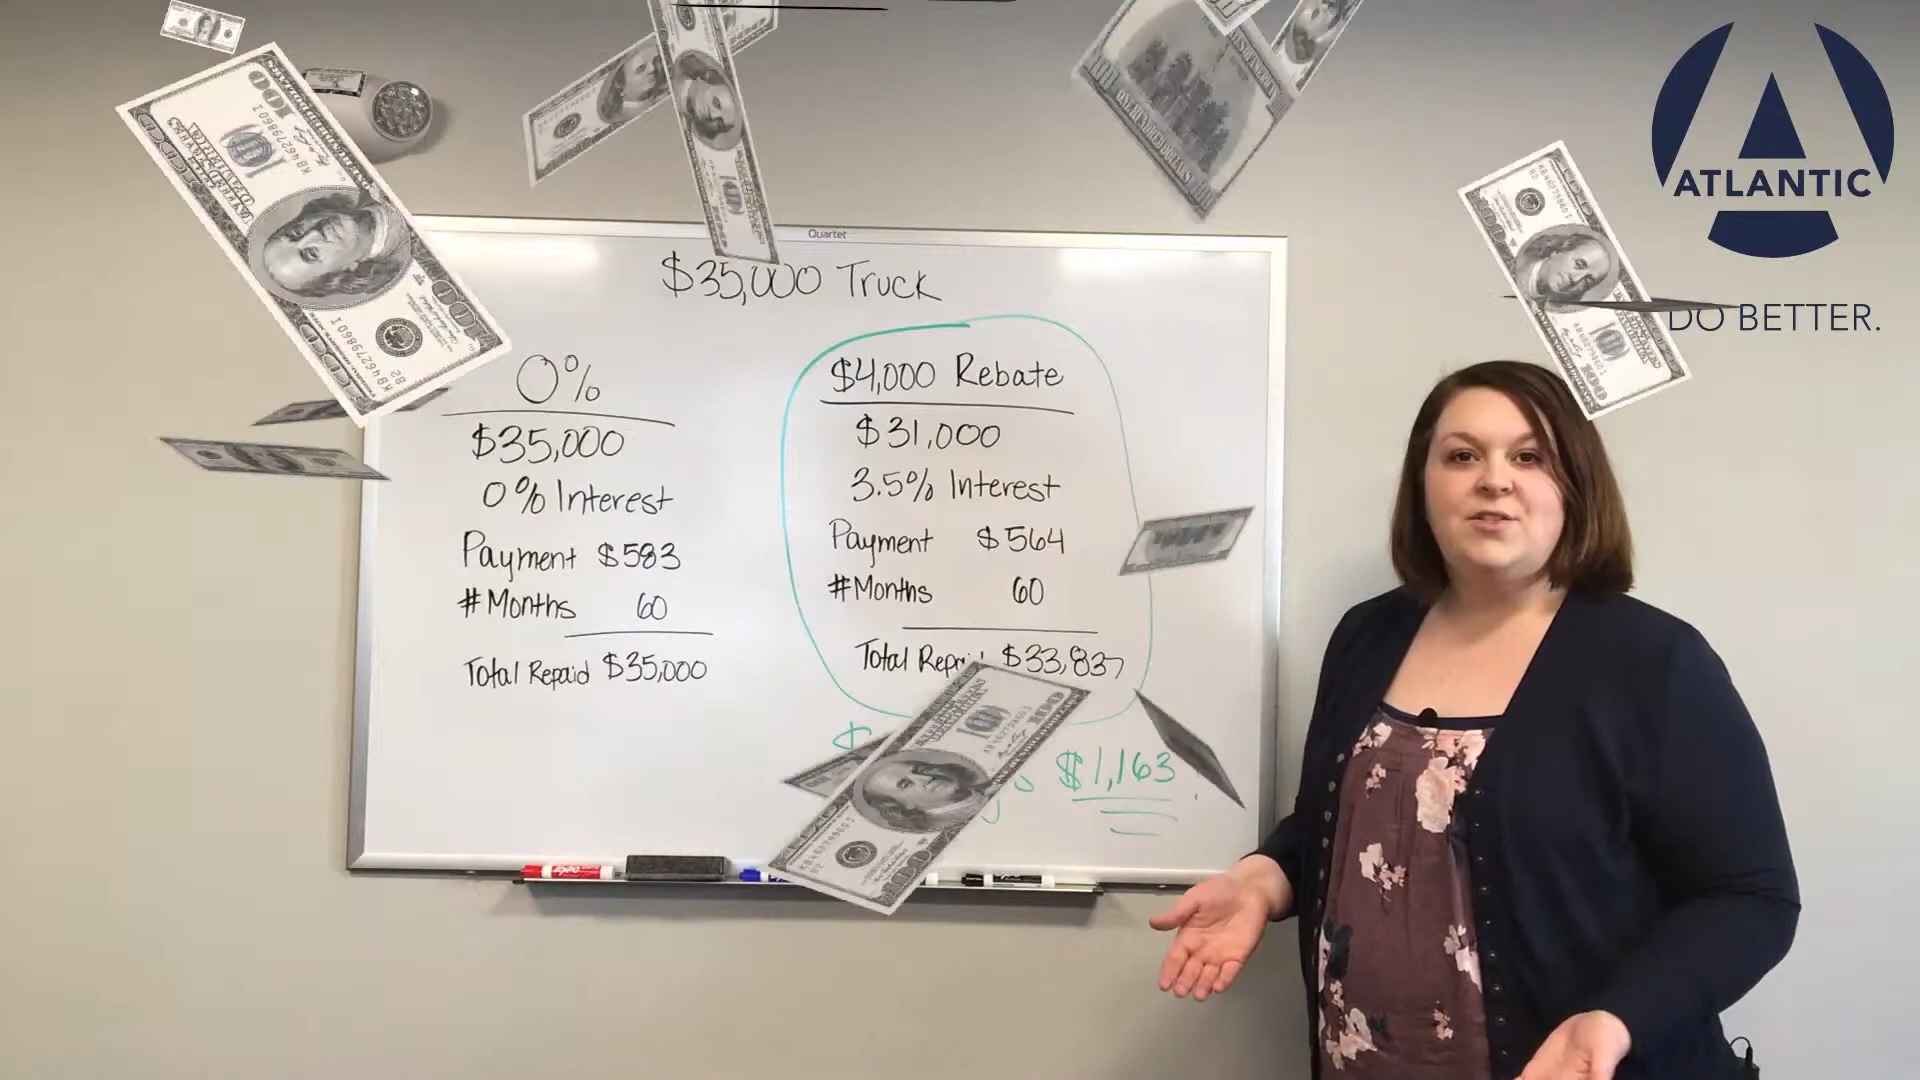 ATLANTIC
DO BETTER.
Quartet
$35,000 Truck
0%
$35,000
0% Interest
Payment $583
# Months 60
Total Repaid $35,000
$4,000 Rebate
$31,000
3.5% Interest
Payment $564
# Months 60
Total $33,837
$
$1,163